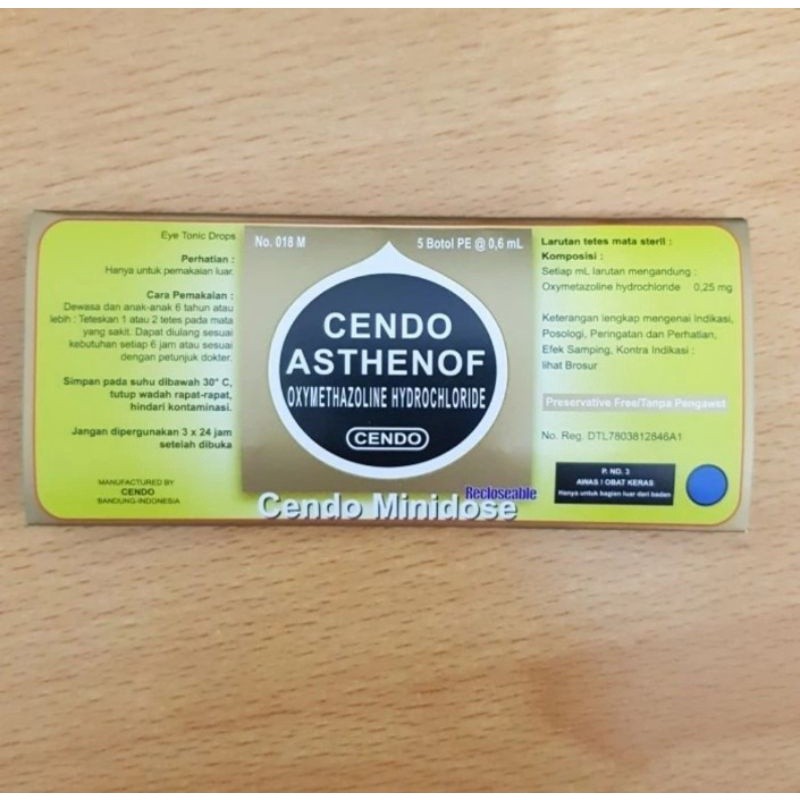 Eye Tonic Drops
Perhatian :
Hanya untuk pemakaian luar.
Cara Pemakaian :
Dewasa dan anak-anak 6 tahun atau
lebih : Teteskan 1 atau 2 tetes pada mata
yang sakit. Dapat diulang sesuai
kebutuhan setiap 6 jam atau sesuai
dengan petunjuk dokter.
Simpan pada suhu dibawah 30° C,
tutup wadah rapat-rapat,
hindari kontaminasi.
Jangan dipergunakan 3 x 24 jam
setelah dibuka
MANUFACTURED BY
CENDO
BANDUNG-INDONESIA
No. 018 M
5 Botol PE @ 0,6 mL
CENDO
ASTHENOF
OXYMETHAZOLINE HYDROCHLORIDE
CENDO
Recloseable
Cendo Minidose
Larutan tetes mata steril :
Komposisi :
Setiap mL larutan mengandung :
Oxymetazoline hydrochloride 0,25 mg
Keterangan lengkap mengenai Indikasi,
Posologi, Peringatan dan Perhatian,
Efek Samping, Kontra Indikasi :
lihat Brosur
Preservative Free/Tanpa Pengawet
No. Reg. DTL7803812846A1
P. NO. 3
AWAS ! OBAT KERAS
Hanya untuk bagian luar dari badan